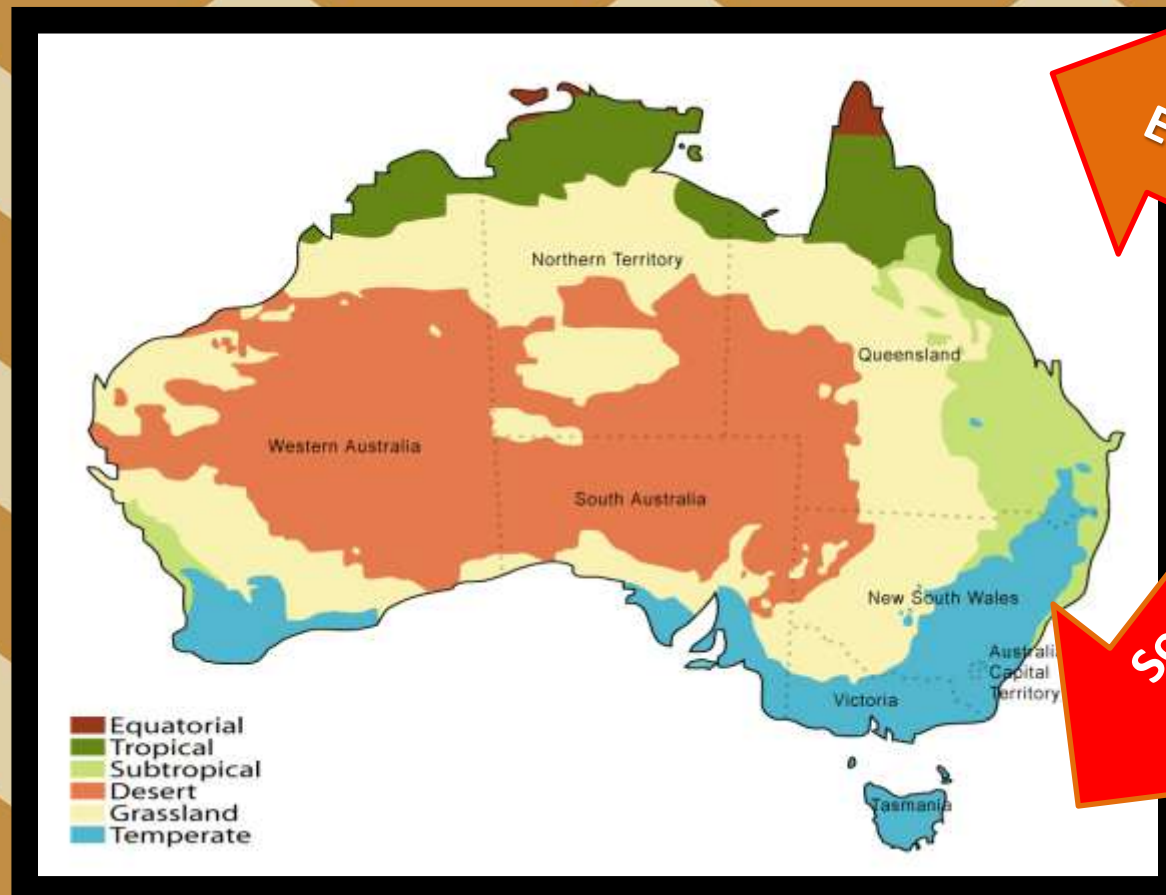 Northern Territory
Queensland
Western Australia
South Australia
New South Wales
Capital
Territory
Victoria
Tasmania
Equatorial
Tropical
Subtropical
Desert
Grassland
Temperate